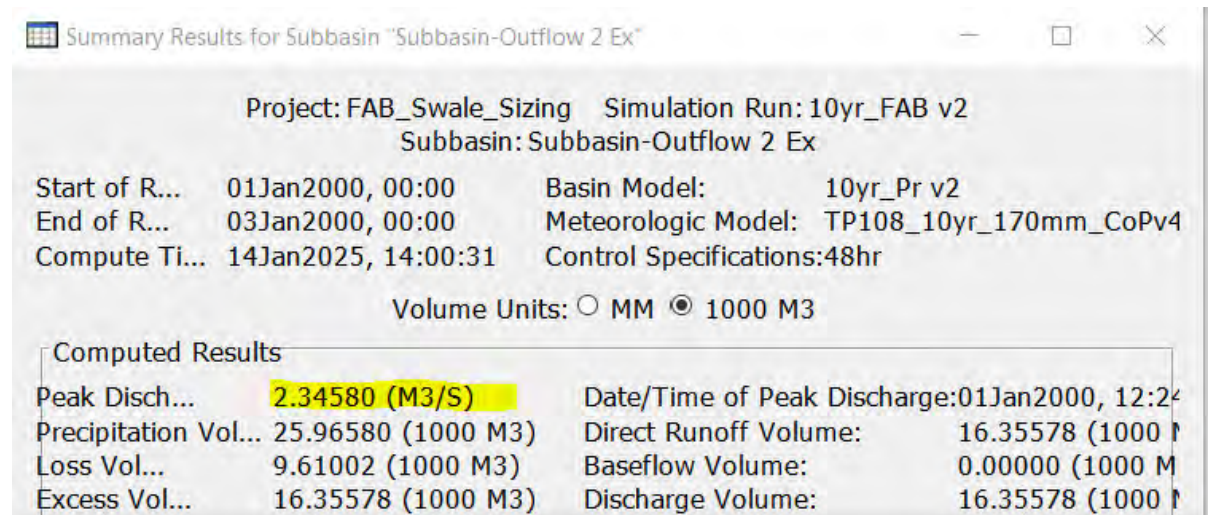 Summary Results for Subbasin "Subbasin-Outflow 2 Ex"
Project: FAB_Swale_Sizing Simulation Run: 10yr_FAB v2
Subbasin: Subbasin-Outflow 2 Ex
Start of R... 01Jan2000, 00:00 Basin Model: 10yr_Pr v2
End of R... 03Jan2000, 00:00 Meteorologic Model: TP108_10yr_170mm_CoPv4
Compute Ti... 14Jan2025, 14:00:31 Control Specifications:48hr
Volume Units: MM 1000 M3
Computed Results
Peak Disch... 2.34580 (M3/S) Date/Time of Peak Discharge:01Jan2000, 12:24
Precipitation Vol... 25.96580 (1000 M3) Direct Runoff Volume: 16.35578 (1000
Loss Vol... 9.61002 (1000 M3) Baseflow Volume: 0.00000 (1000 M
Excess Vol... 16.35578 (1000 M3) Discharge Volume: 16.35578 (1000